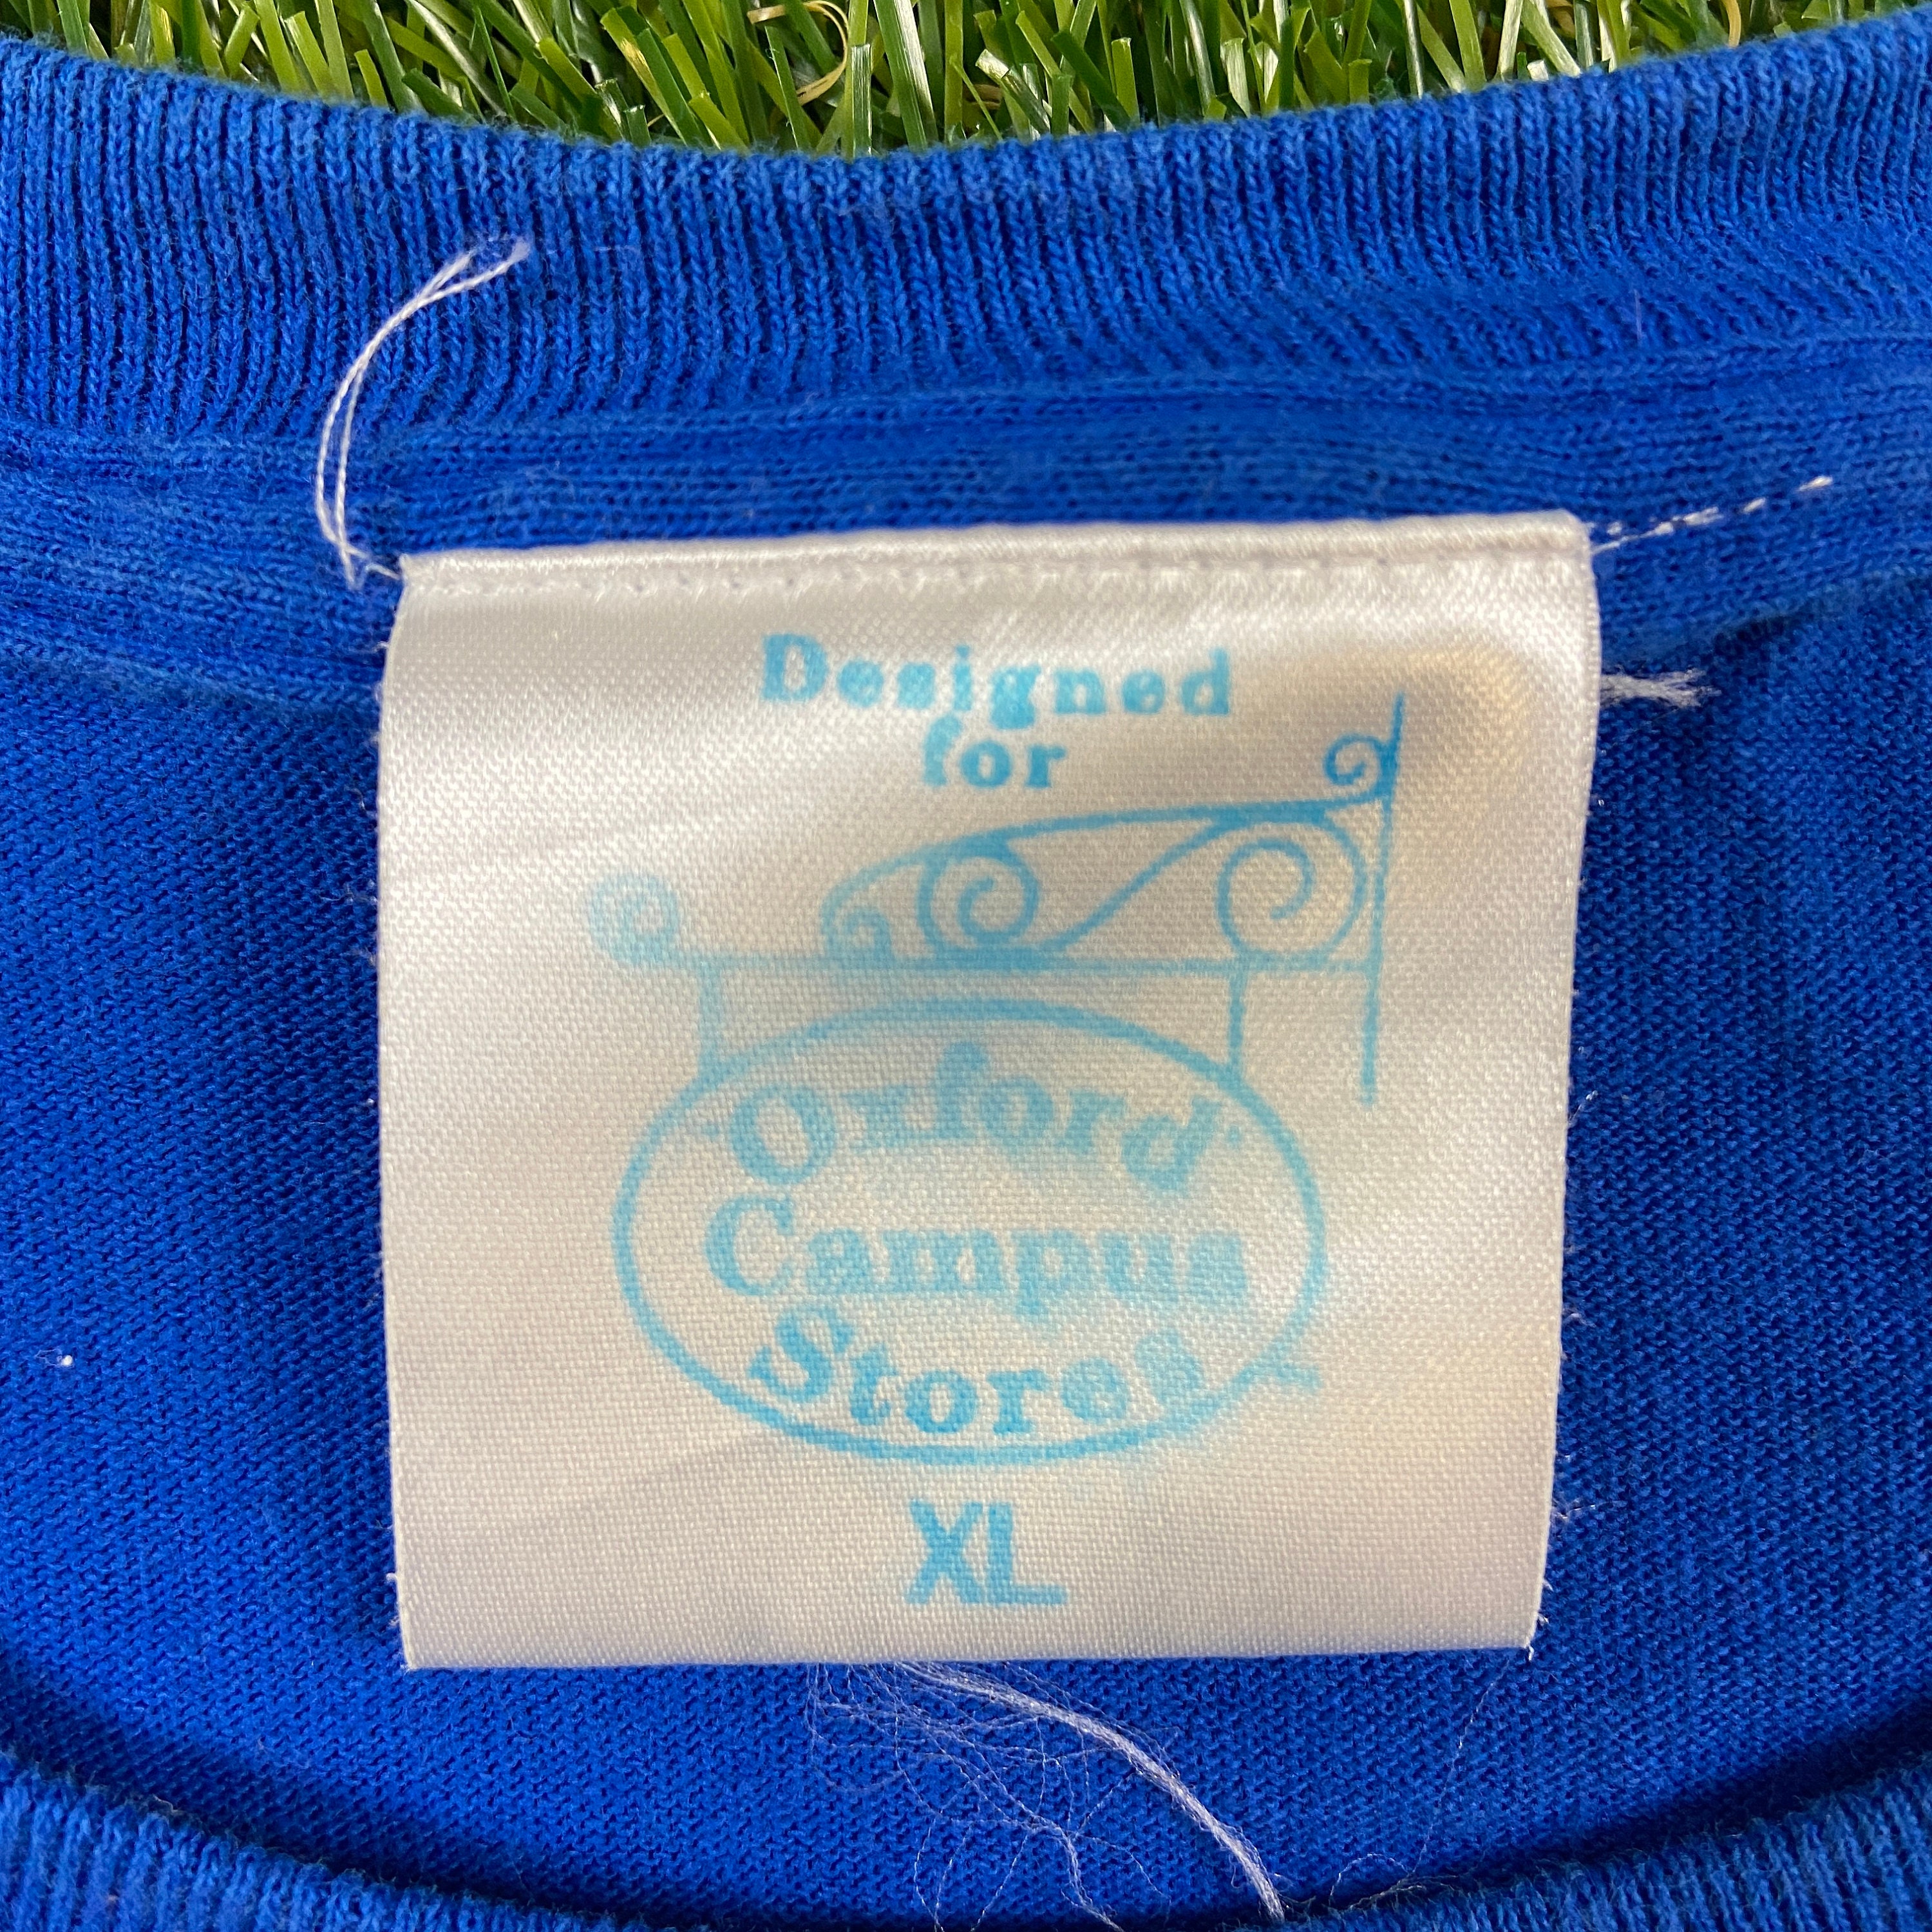 Designed
for
Oxford
Campus
Stores
XL